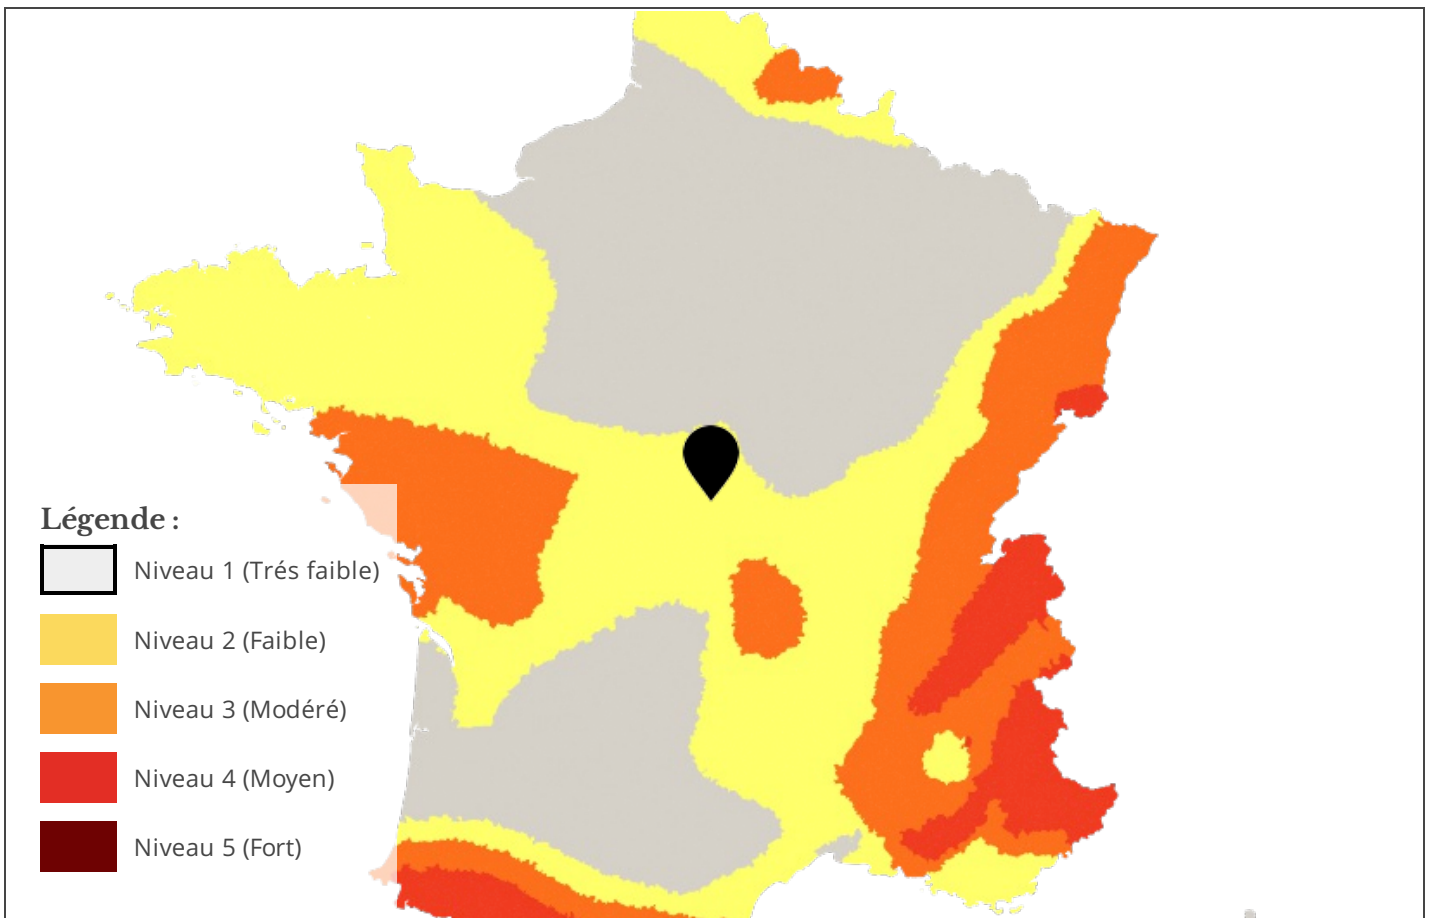 Légende :
Niveau 1 (Trés faible)
Niveau 2 (Faible)
Niveau 3 (Modéré)
Niveau 4 (Moyen)
Niveau 5 (Fort)